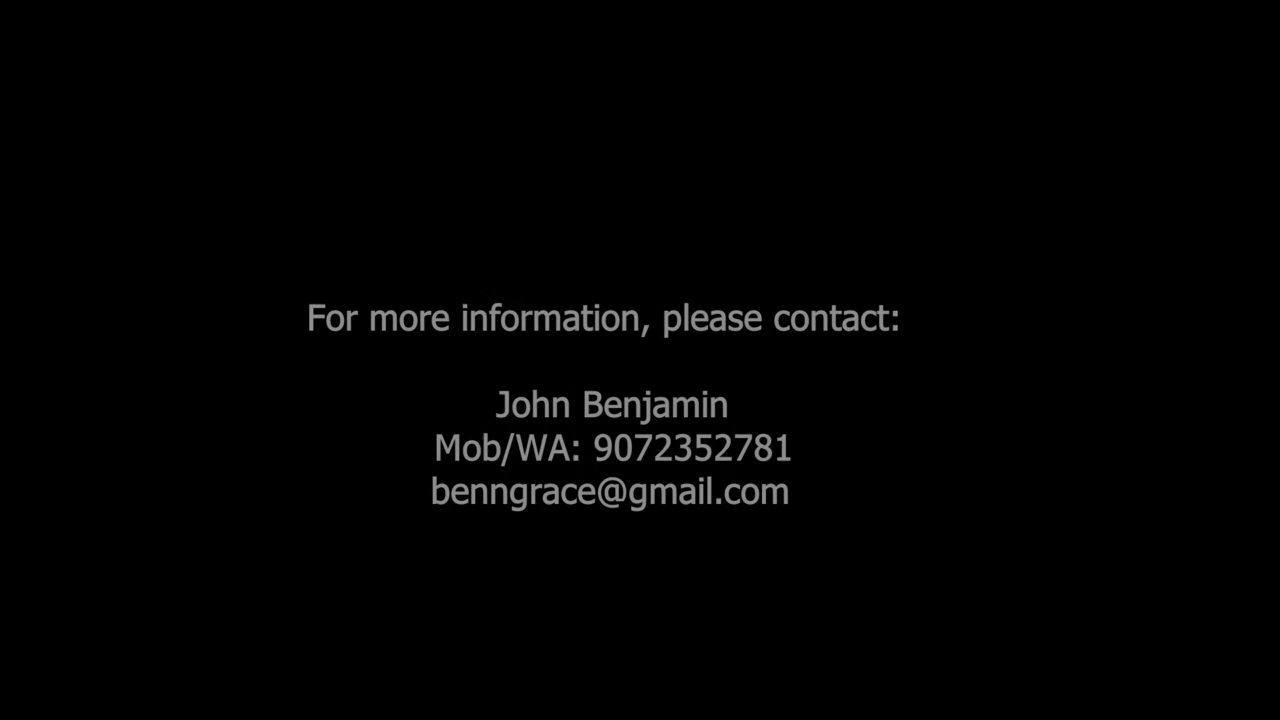 For more information, please contact:
John Benjamin
Mob/WA: 9072352781
benngrace@gmail.com